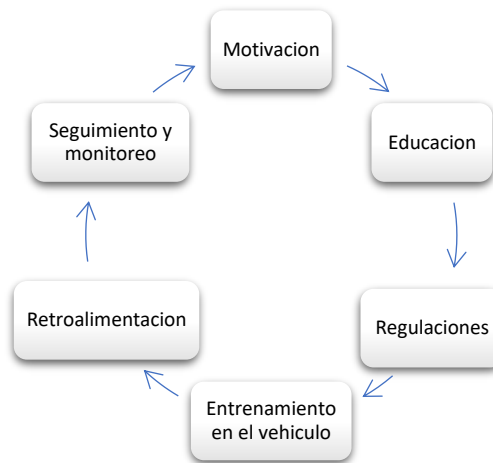 Motivacion
Educacion
Regulaciones
Entrenamiento
en el vehiculo
Retroalimentacion
Seguimiento y
monitoreo